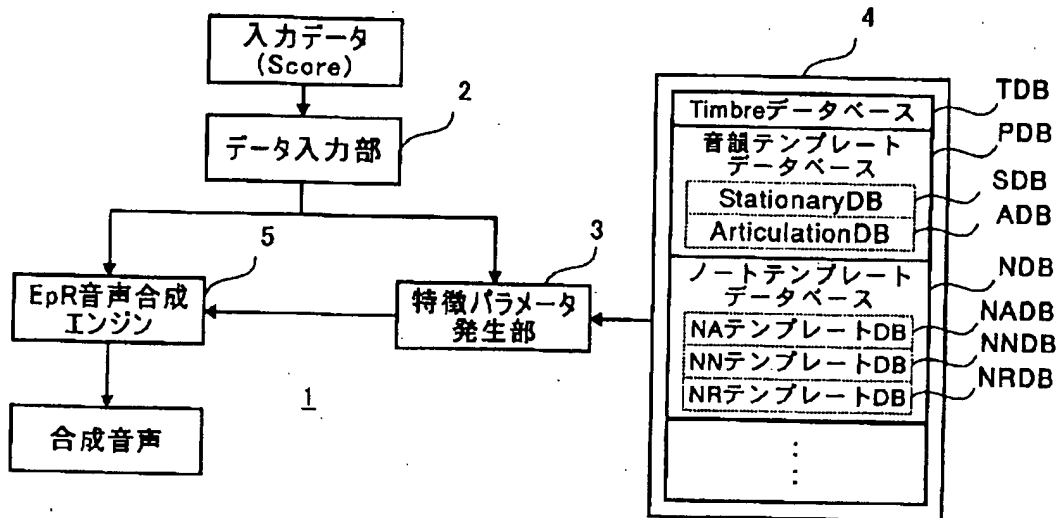 入力データ
(Score)
2
データ入力部
5
EpR音声合成
エンジン
3
特徴パラメータ
発生部
1
合成音声
4
Timbreデータベース
音韻テンプレート
データベース
StationaryDB
ArticulationDB
ノートテンプレート
データベース
NAテンプレートDB
NNテンプレートDB
NRテンプレートDB
TDB
PDB
SDB
ADB
NDB
NADB
NNDB
NRDB